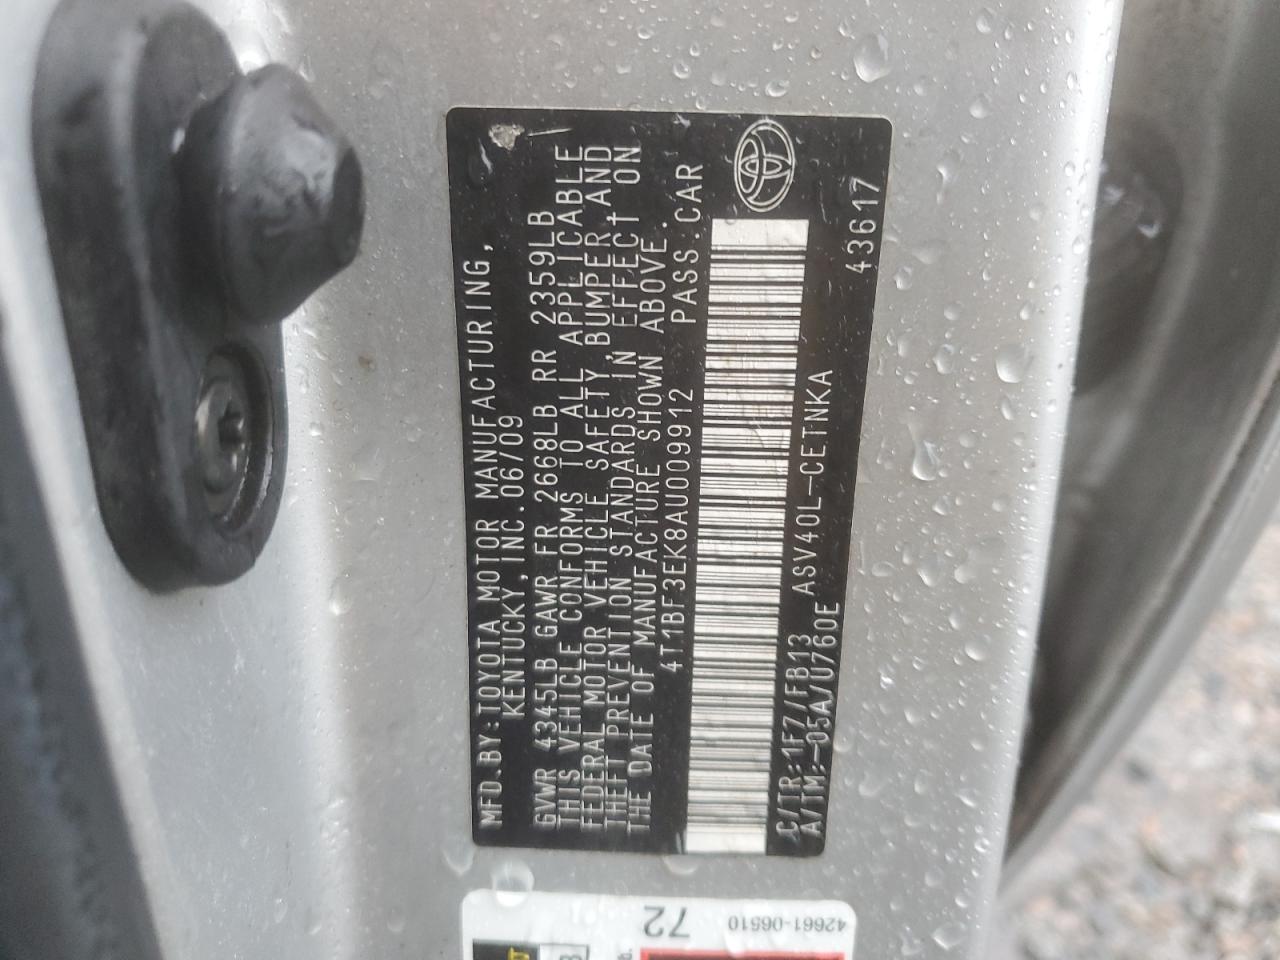 MFD.BY:TOYOTA MOTOR MANUFACTURING,
KENTUCKY,INC.06/09
GVWR 4345LB GAWR FR 2668LB RR 2359LB
THIS VEHICLE CONFORMS TO ALL APPLICABLE
FEDERAL MOTOR VEHICLE SAFETY,BUMPER,AND
THEFT PREVENTION STANDARDS IN EFFECT ON
THE DATE OF MANUFACTURE SHOWN ABOVE.
4T1BF3EK8AU009912 PASS.CAR
C/TR:1F7/FB13 ASV40L-CETNKA
A/TM:-05A/U760E
43617
72
42661-06510